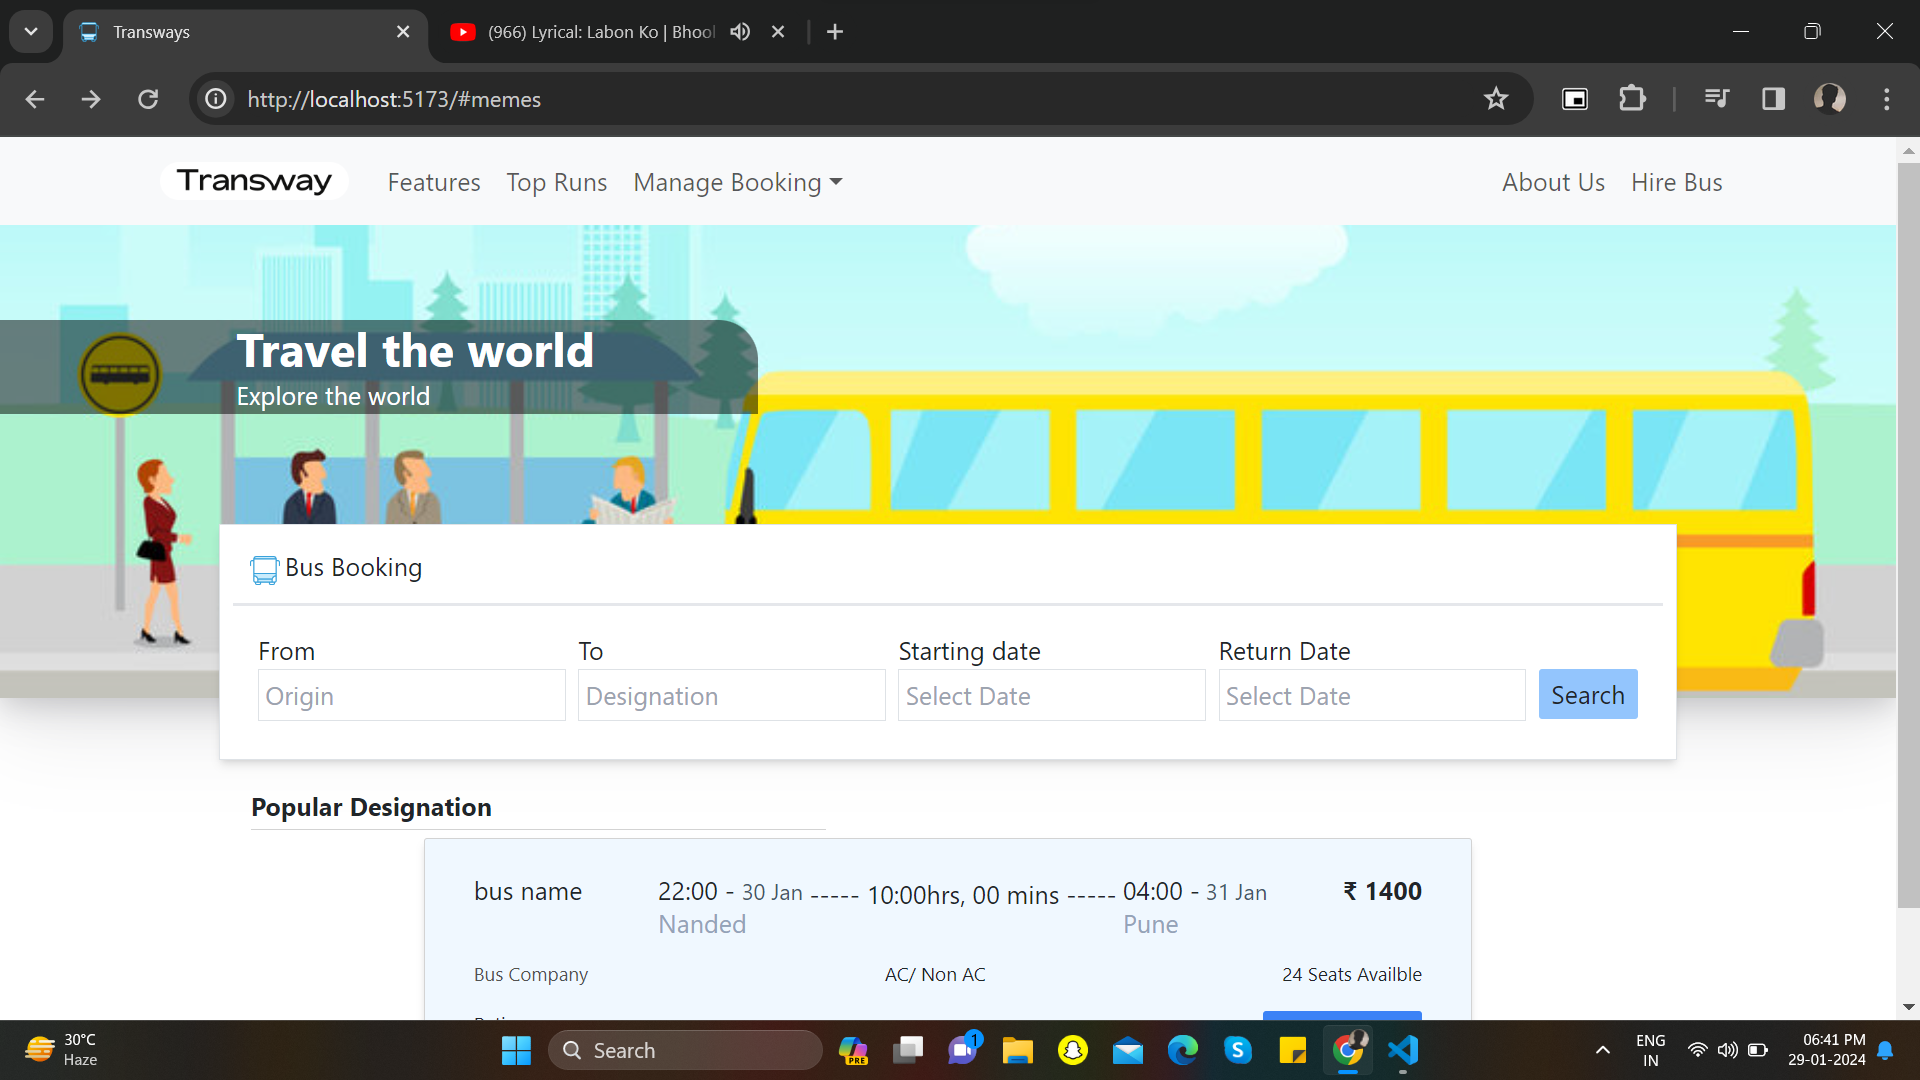 Transways
(966) Lyrical: Labon Ko | Bhool
http://localhost:5173/#memes
Transway
Features
Top Runs
Manage Booking
About Us
Hire Bus
Travel the world
Explore the world
Bus Booking
From
To
Starting date
Return Date
Origin
Designation
Select Date
Select Date
Search
Popular Designation
bus name
22:00 - 30 Jan ----- 10:00hrs, 00 mins ----- 04:00 - 31 Jan
₹ 1400
Nanded
Pune
Bus Company
AC/ Non AC
24 Seats Availble
30°C
Haze
Search
PRE
1
ENG
IN
06:41 PM
29-01-2024